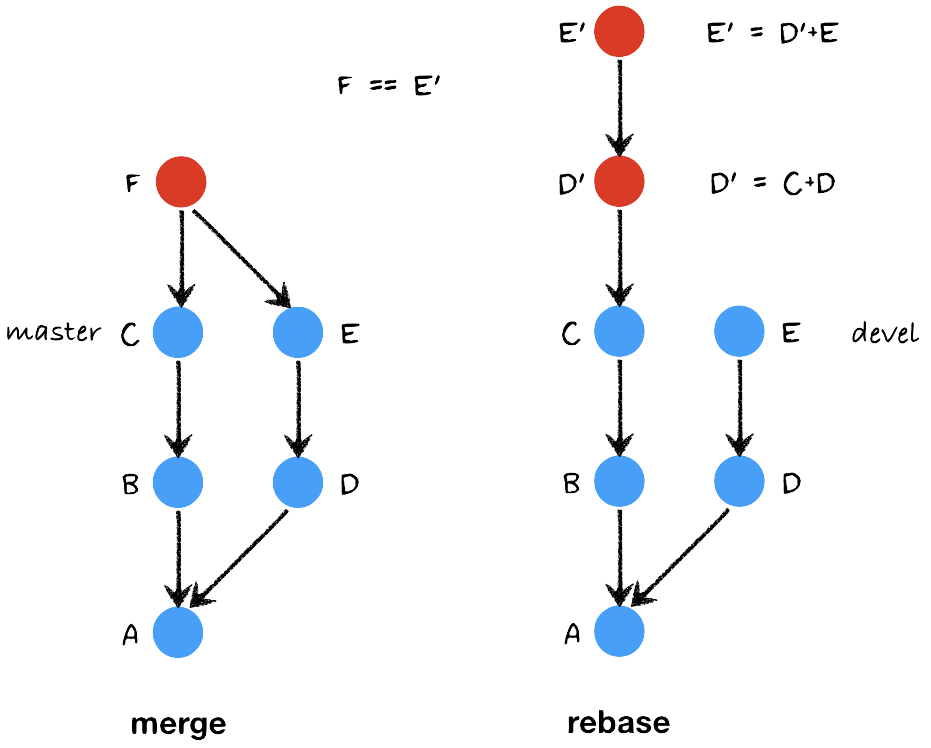 E' E' = D'+E
F == E'
F D' D' = C+D
master C E C E devel
B D B D
A A
merge rebase